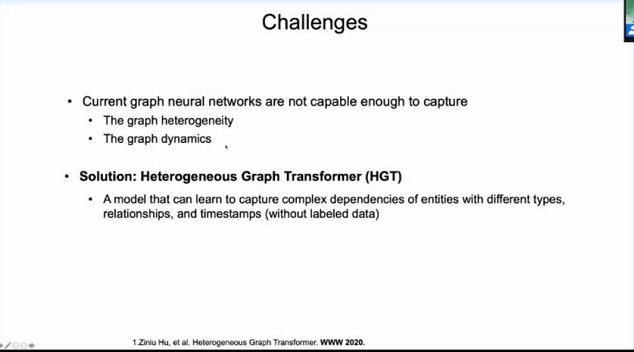 Challenges
• Current graph neural networks are not capable enough to capture
• The graph heterogeneity
• The graph dynamics
• Solution: Heterogeneous Graph Transformer (HGT)
• A model that can learn to capture complex dependencies of entities with different types,
relationships, and timestamps (without labeled data)
1.Ziniu Hu, et al. Heterogeneous Graph Transformer. WWW 2020.